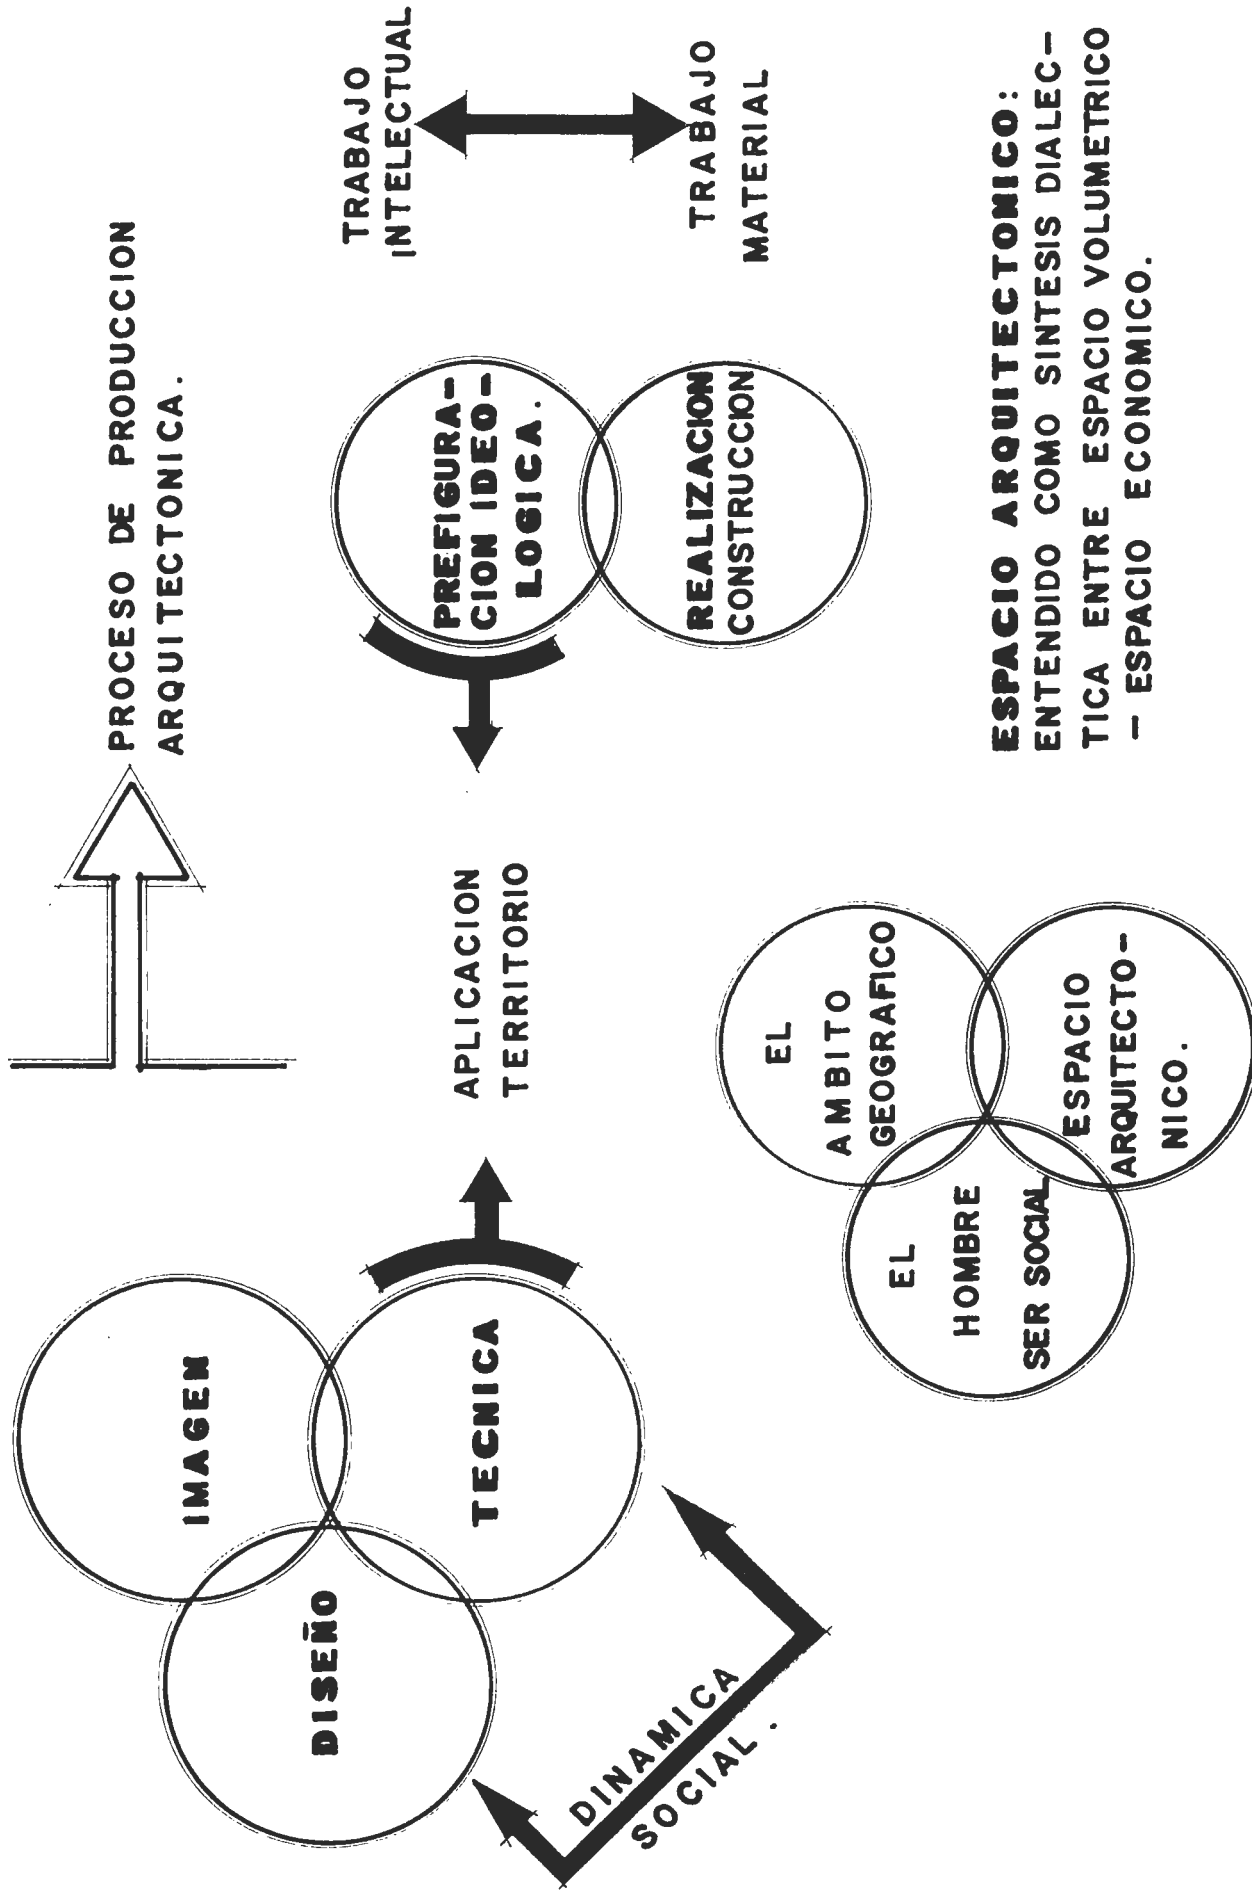 PROCESO DE PRODUCCION
ARQUITECTONICA.
IMAGEN
DISEÑO
TECNICA
DINAMICA
SOCIAL.
APLICACION
TERRITORIO
PREFIGURA-
CION IDEO-
LOGICA.
REALIZACION
CONSTRUCCION
TRABAJO
INTELECTUAL
TRABAJO
MATERIAL
EL
AMBITO
GEOGRAFICO
EL
HOMBRE
SER SOCIAL
ESPACIO
ARQUITECTO-
NICO.
ESPACIO ARQUITECTONICO:
ENTENDIDO COMO SINTESIS DIALEC-
TICA ENTRE ESPACIO VOLUMETRICO
- ESPACIO ECONOMICO.